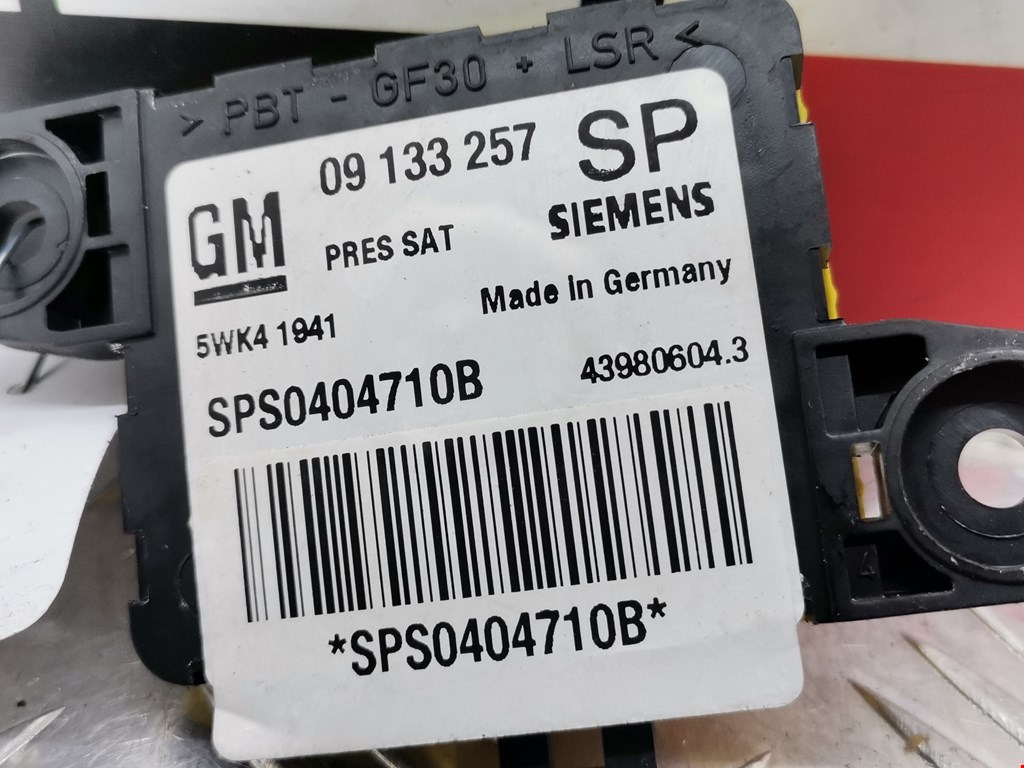 > PBT - GF30 + LSR <
09 133 257 SP
GM PRES SAT SIEMENS
Made In Germany
5WK4 1941
SPS0404710B 43980604.3
*SPS0404710B*
4